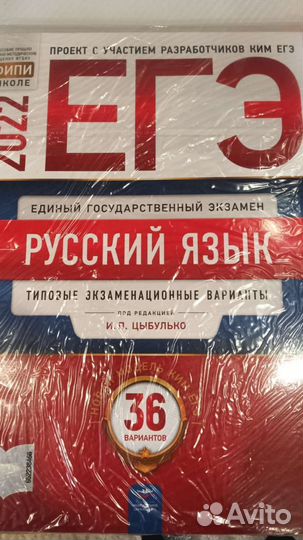 ПРОЕКТ С УЧАСТИЕМ РАЗРАБОТЧИКОВ КИМ ЕГЭ
ФИПИ
ШКОЛЕ
2022
ЕГЭ
ЕДИНЫЙ ГОСУДАРСТВЕННЫЙ ЭКЗАМЕН
РУССКИЙ ЯЗЫК
ТИПОВЫЕ ЭКЗАМЕНАЦИОННЫЕ ВАРИАНТЫ
ПОД РЕДАКЦИЕЙ
И.П. ЦЫБУЛЬКО
36
ВАРИАНТОВ
Avito